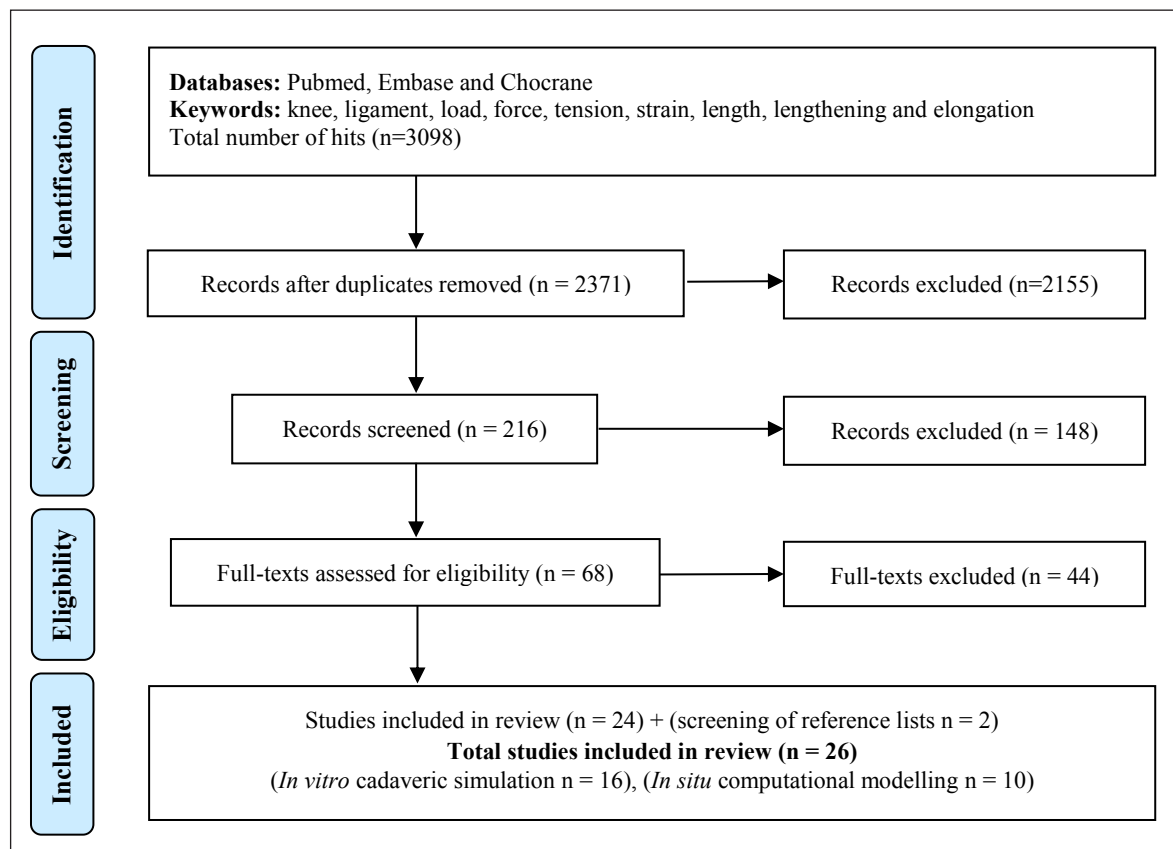 Identification
Databases: Pubmed, Embase and Chocrane
Keywords: knee, ligament, load, force, tension, strain, length, lengthening and elongation
Total number of hits (n=3098)
Records after duplicates removed (n = 2371)
Records excluded (n=2155)
Screening
Records screened (n = 216)
Records excluded (n = 148)
Eligibility
Full-texts assessed for eligibility (n = 68)
Full-texts excluded (n = 44)
Included
Studies included in review (n = 24) + (screening of reference lists n = 2)
Total studies included in review (n = 26)
(In vitro cadaveric simulation n = 16), (In situ computational modelling n = 10)